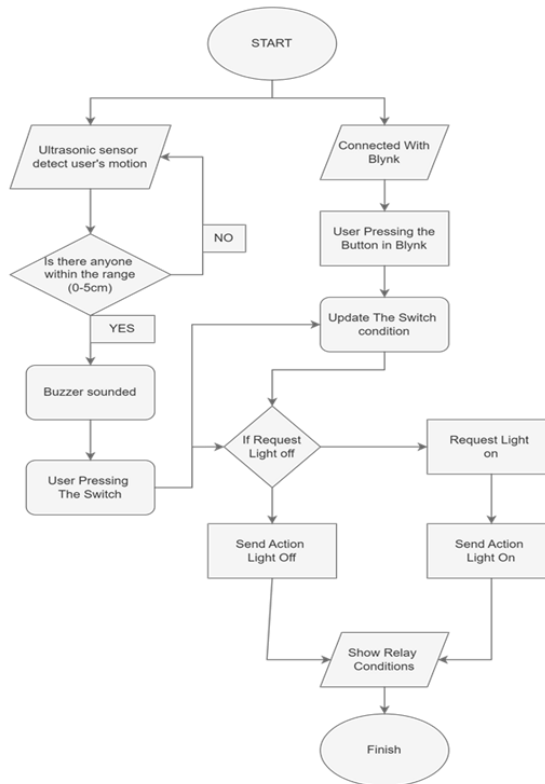 START
Ultrasonic sensor
detect user's motion
Connected With
Blynk
NO
User Pressing the
Button in Blynk
Is there anyone
within the range
(0-5cm)
YES
Update The Switch
condition
Buzzer sounded
If Request
Light off
Request Light
on
User Pressing
The Switch
Send Action
Light Off
Send Action
Light On
Show Relay
Conditions
Finish